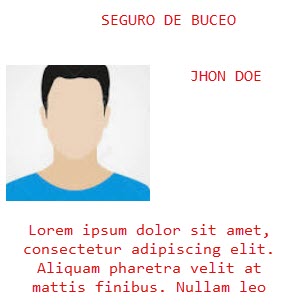 SEGURO DE BUCEO
JHON DOE
Lorem ipsum dolor sit amet,
consectetur adipiscing elit.
Aliquam pharetra velit at
mattis finibus. Nullam leo